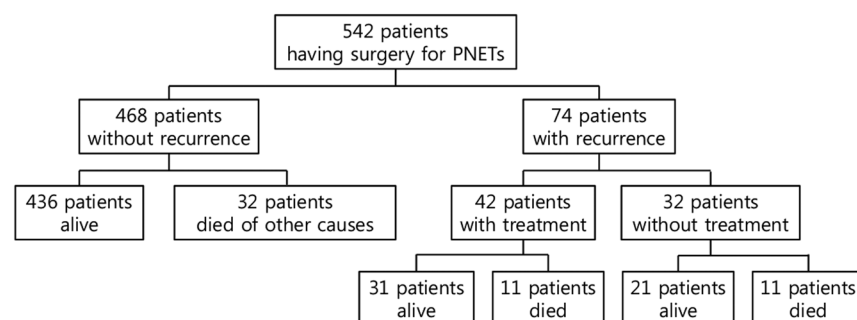 542 patients
having surgery for PNETs
468 patients
without recurrence
74 patients
with recurrence
436 patients
alive
32 patients
died of other causes
42 patients
with treatment
32 patients
without treatment
31 patients
alive
11 patients
died
21 patients
alive
11 patients
died